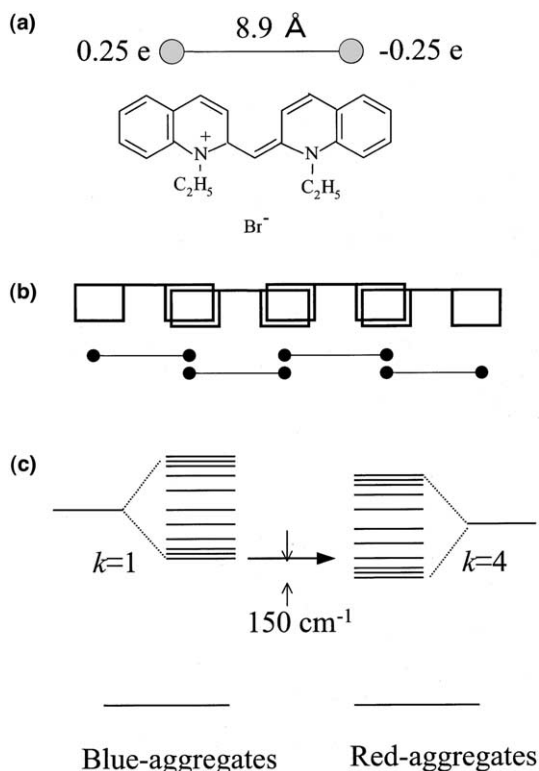 (a)
8.9 Å
0.25 e
-0.25 e
+
N
N
C₂H₅
C₂H₅
Br⁻
(b)
(c)
k=1
k=4
150 cm⁻¹
Blue-aggregates
Red-aggregates